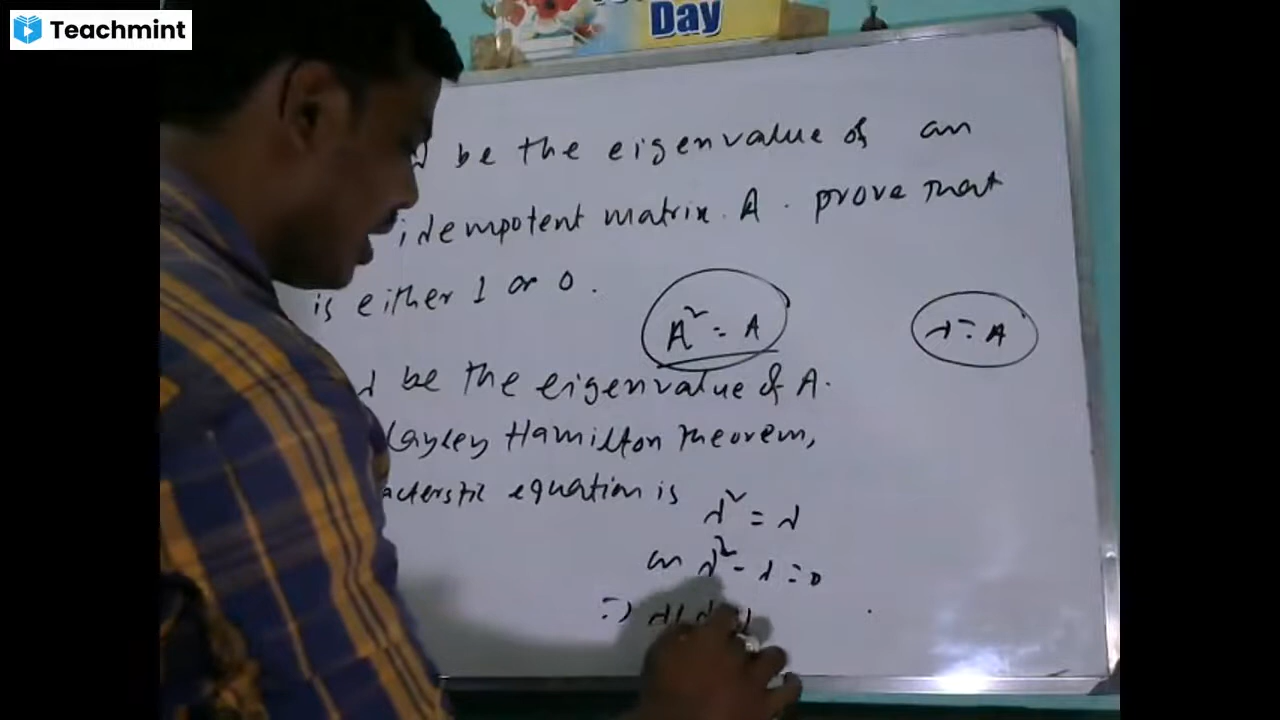 Teachmint
Day
be the eigenvalue of an
idempotent matrix. A. prove that
is either 1 or 0.
A² = A
λ = A
λ be the eigenvalue of A.
Cayley Hamilton Theorem,
equation is
λ² = λ
or λ² - λ = 0
=> λ(λ